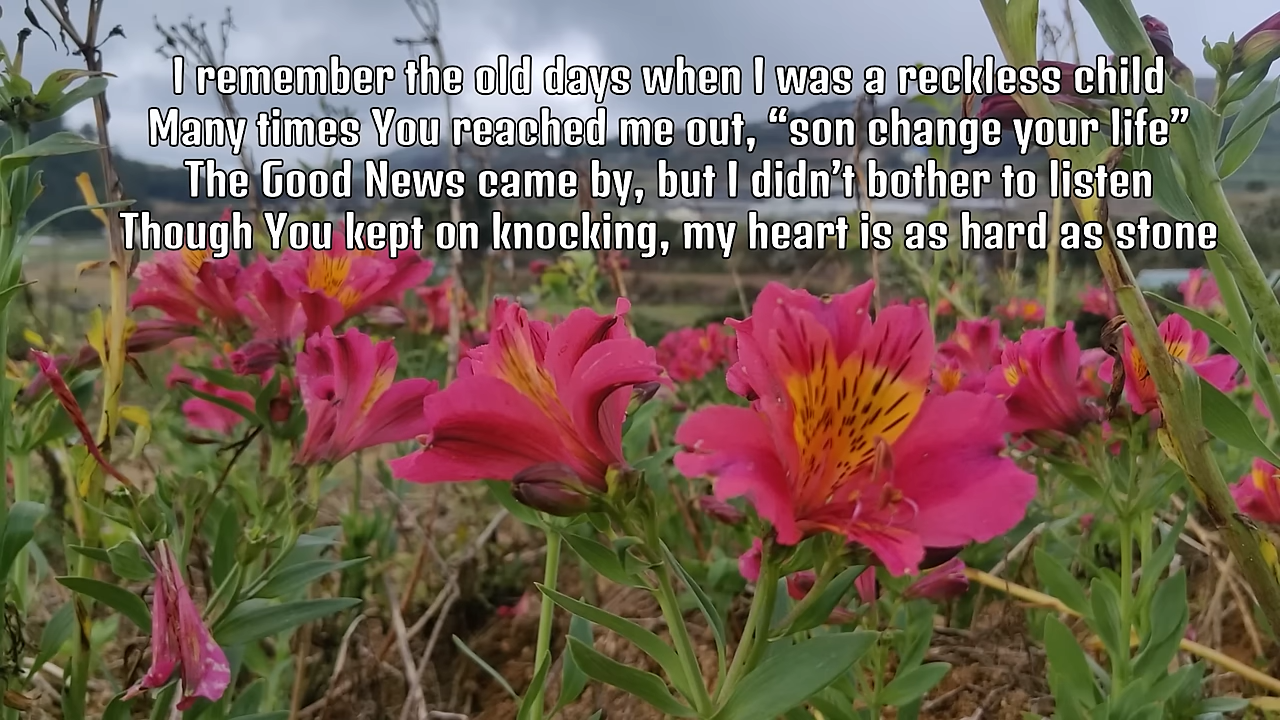 I remember the old days when I was a reckless child
Many times You reached me out, “son change your life”
The Good News came by, but I didn’t bother to listen
Though You kept on knocking, my heart is as hard as stone